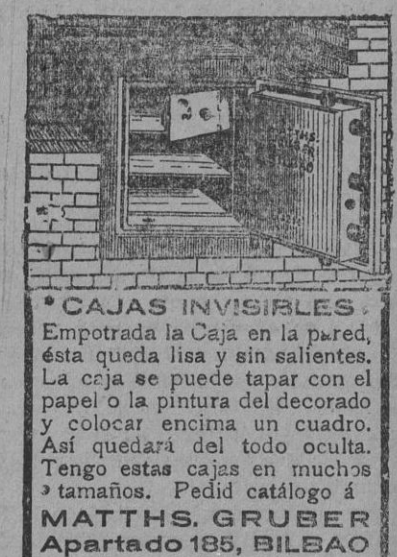 CAJAS INVISIBLES
Empotrada la Caja en la pared,
ésta queda lisa y sin salientes.
La caja se puede tapar con el
papel o la pintura del decorado
y colocar encima un cuadro.
Así quedará del todo oculta.
Tengo estas cajas en muchos
tamaños. Pedid catálogo á
MATTHS. GRUBER
Apartado 185, BILBAO